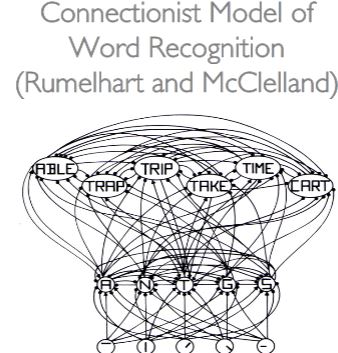 Connectionist Model of
Word Recognition
(Rumelhart and McClelland)
ABLE TRIP TIME
TRAP TAKE CART
A N T G S